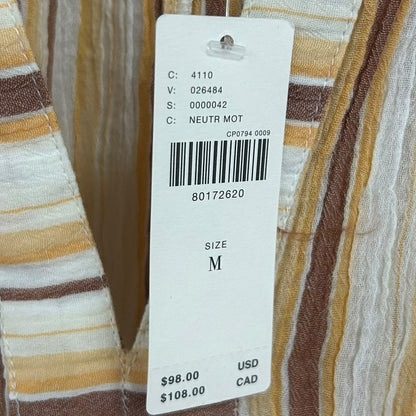 C: 4110
V: 026484
S: 0000042
C: NEUTR MOT
CP0794 0009
80172620
SIZE
M
$98.00 USD
$108.00 CAD